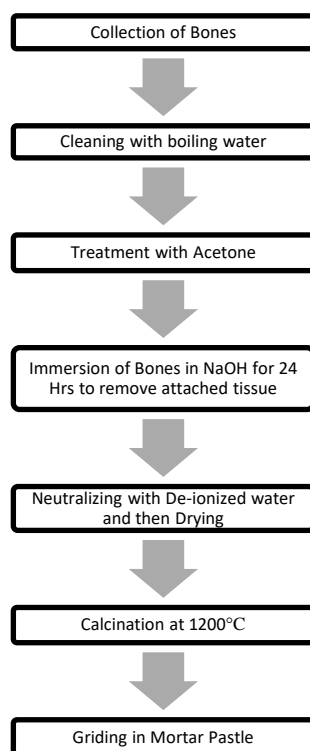 Collection of Bones
Cleaning with boiling water
Treatment with Acetone
Immersion of Bones in NaOH for 24
Hrs to remove attached tissue
Neutralizing with De-ionized water
and then Drying
Calcination at 1200°C
Griding in Mortar Pastle